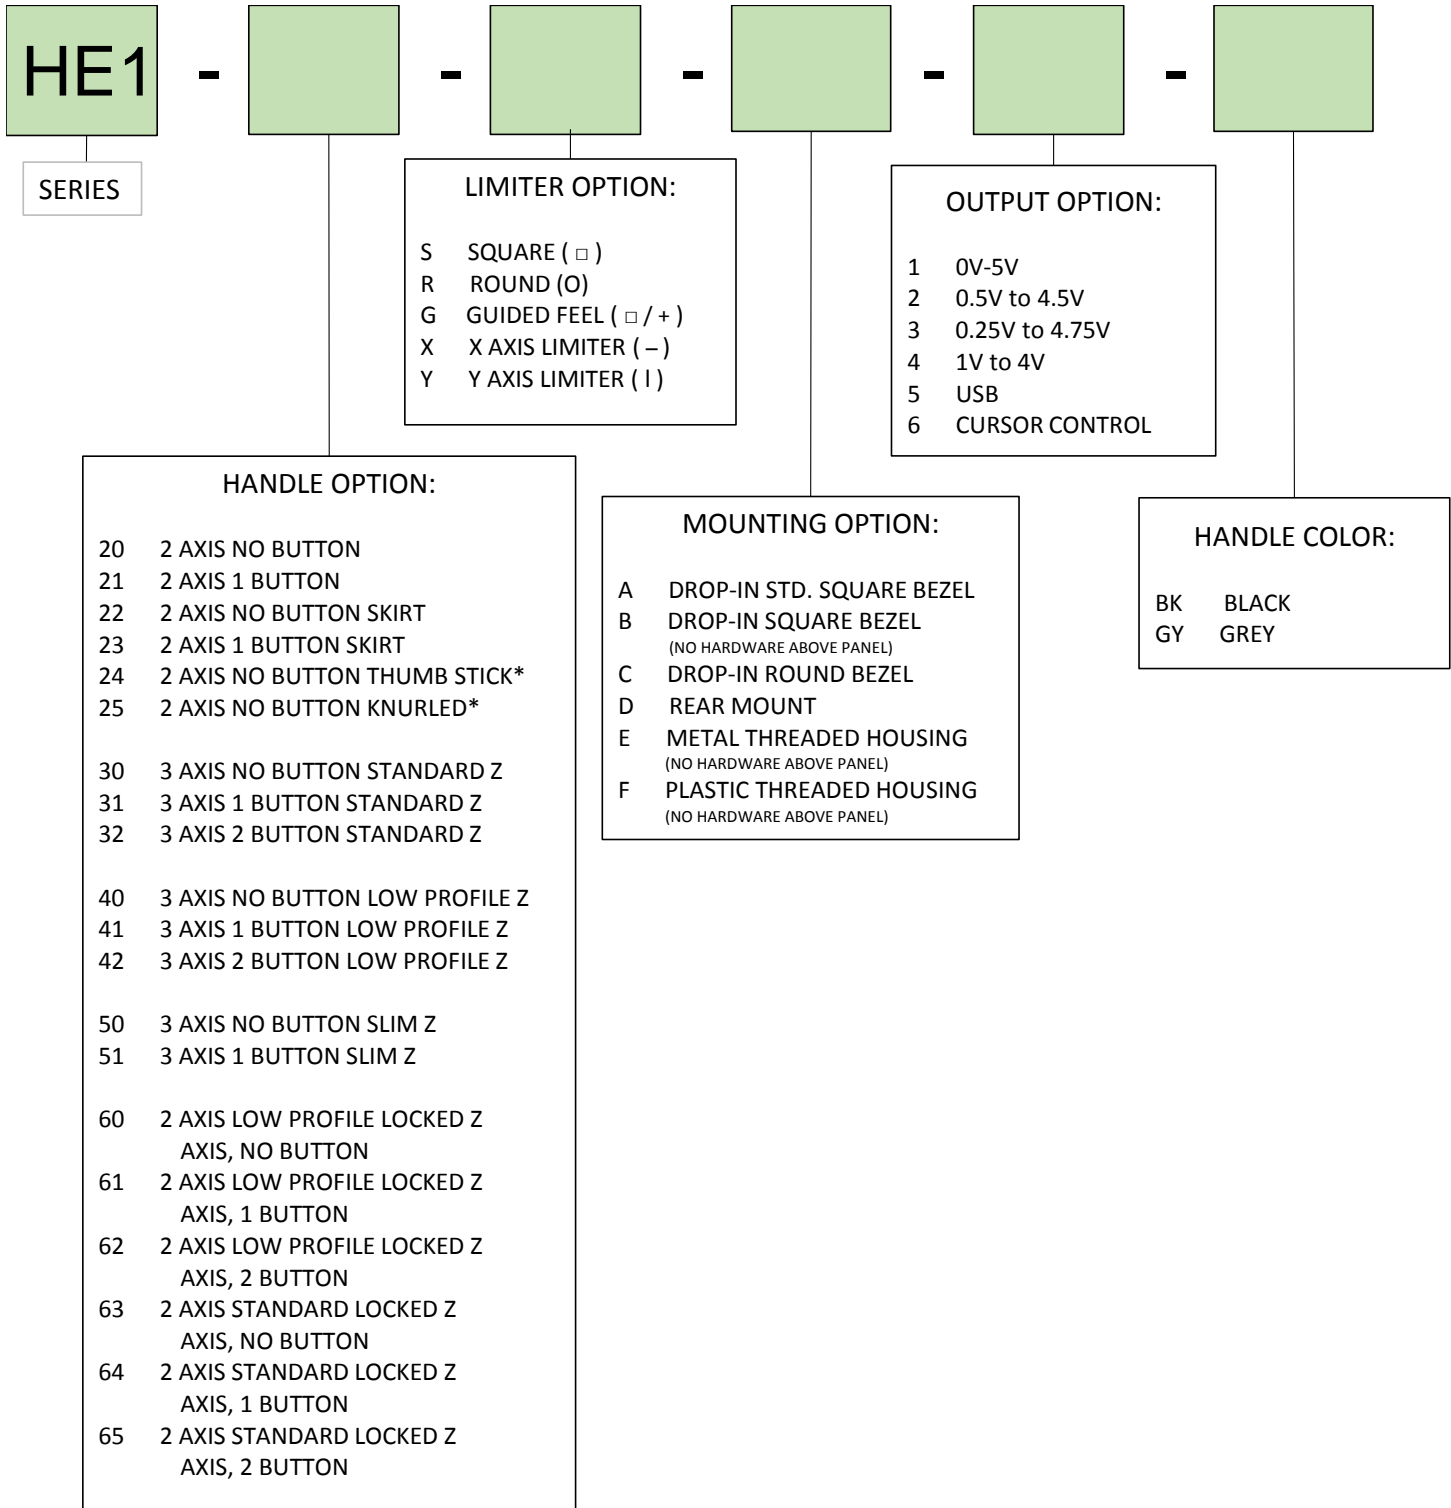 HE1 - - - - -
SERIES
LIMITER OPTION:
S SQUARE ( □ )
R ROUND (O)
G GUIDED FEEL ( □ / + )
X X AXIS LIMITER ( – )
Y Y AXIS LIMITER ( l )
OUTPUT OPTION:
1 0V-5V
2 0.5V to 4.5V
3 0.25V to 4.75V
4 1V to 4V
5 USB
6 CURSOR CONTROL
HANDLE OPTION:
20 2 AXIS NO BUTTON
21 2 AXIS 1 BUTTON
22 2 AXIS NO BUTTON SKIRT
23 2 AXIS 1 BUTTON SKIRT
24 2 AXIS NO BUTTON THUMB STICK*
25 2 AXIS NO BUTTON KNURLED*
30 3 AXIS NO BUTTON STANDARD Z
31 3 AXIS 1 BUTTON STANDARD Z
32 3 AXIS 2 BUTTON STANDARD Z
40 3 AXIS NO BUTTON LOW PROFILE Z
41 3 AXIS 1 BUTTON LOW PROFILE Z
42 3 AXIS 2 BUTTON LOW PROFILE Z
50 3 AXIS NO BUTTON SLIM Z
51 3 AXIS 1 BUTTON SLIM Z
60 2 AXIS LOW PROFILE LOCKED Z
AXIS, NO BUTTON
61 2 AXIS LOW PROFILE LOCKED Z
AXIS, 1 BUTTON
62 2 AXIS LOW PROFILE LOCKED Z
AXIS, 2 BUTTON
63 2 AXIS STANDARD LOCKED Z
AXIS, NO BUTTON
64 2 AXIS STANDARD LOCKED Z
AXIS, 1 BUTTON
65 2 AXIS STANDARD LOCKED Z
AXIS, 2 BUTTON
MOUNTING OPTION:
A DROP-IN STD. SQUARE BEZEL
B DROP-IN SQUARE BEZEL
(NO HARDWARE ABOVE PANEL)
C DROP-IN ROUND BEZEL
D REAR MOUNT
E METAL THREADED HOUSING
(NO HARDWARE ABOVE PANEL)
F PLASTIC THREADED HOUSING
(NO HARDWARE ABOVE PANEL)
HANDLE COLOR:
BK BLACK
GY GREY